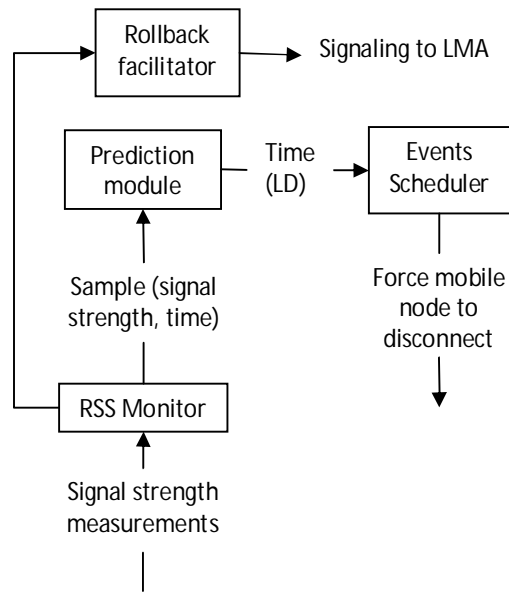 Rollback
facilitator
Signaling to LMA
Prediction
module
Time
(LD)
Events
Scheduler
Sample (signal
strength, time)
Force mobile
node to
disconnect
RSS Monitor
Signal strength
measurements